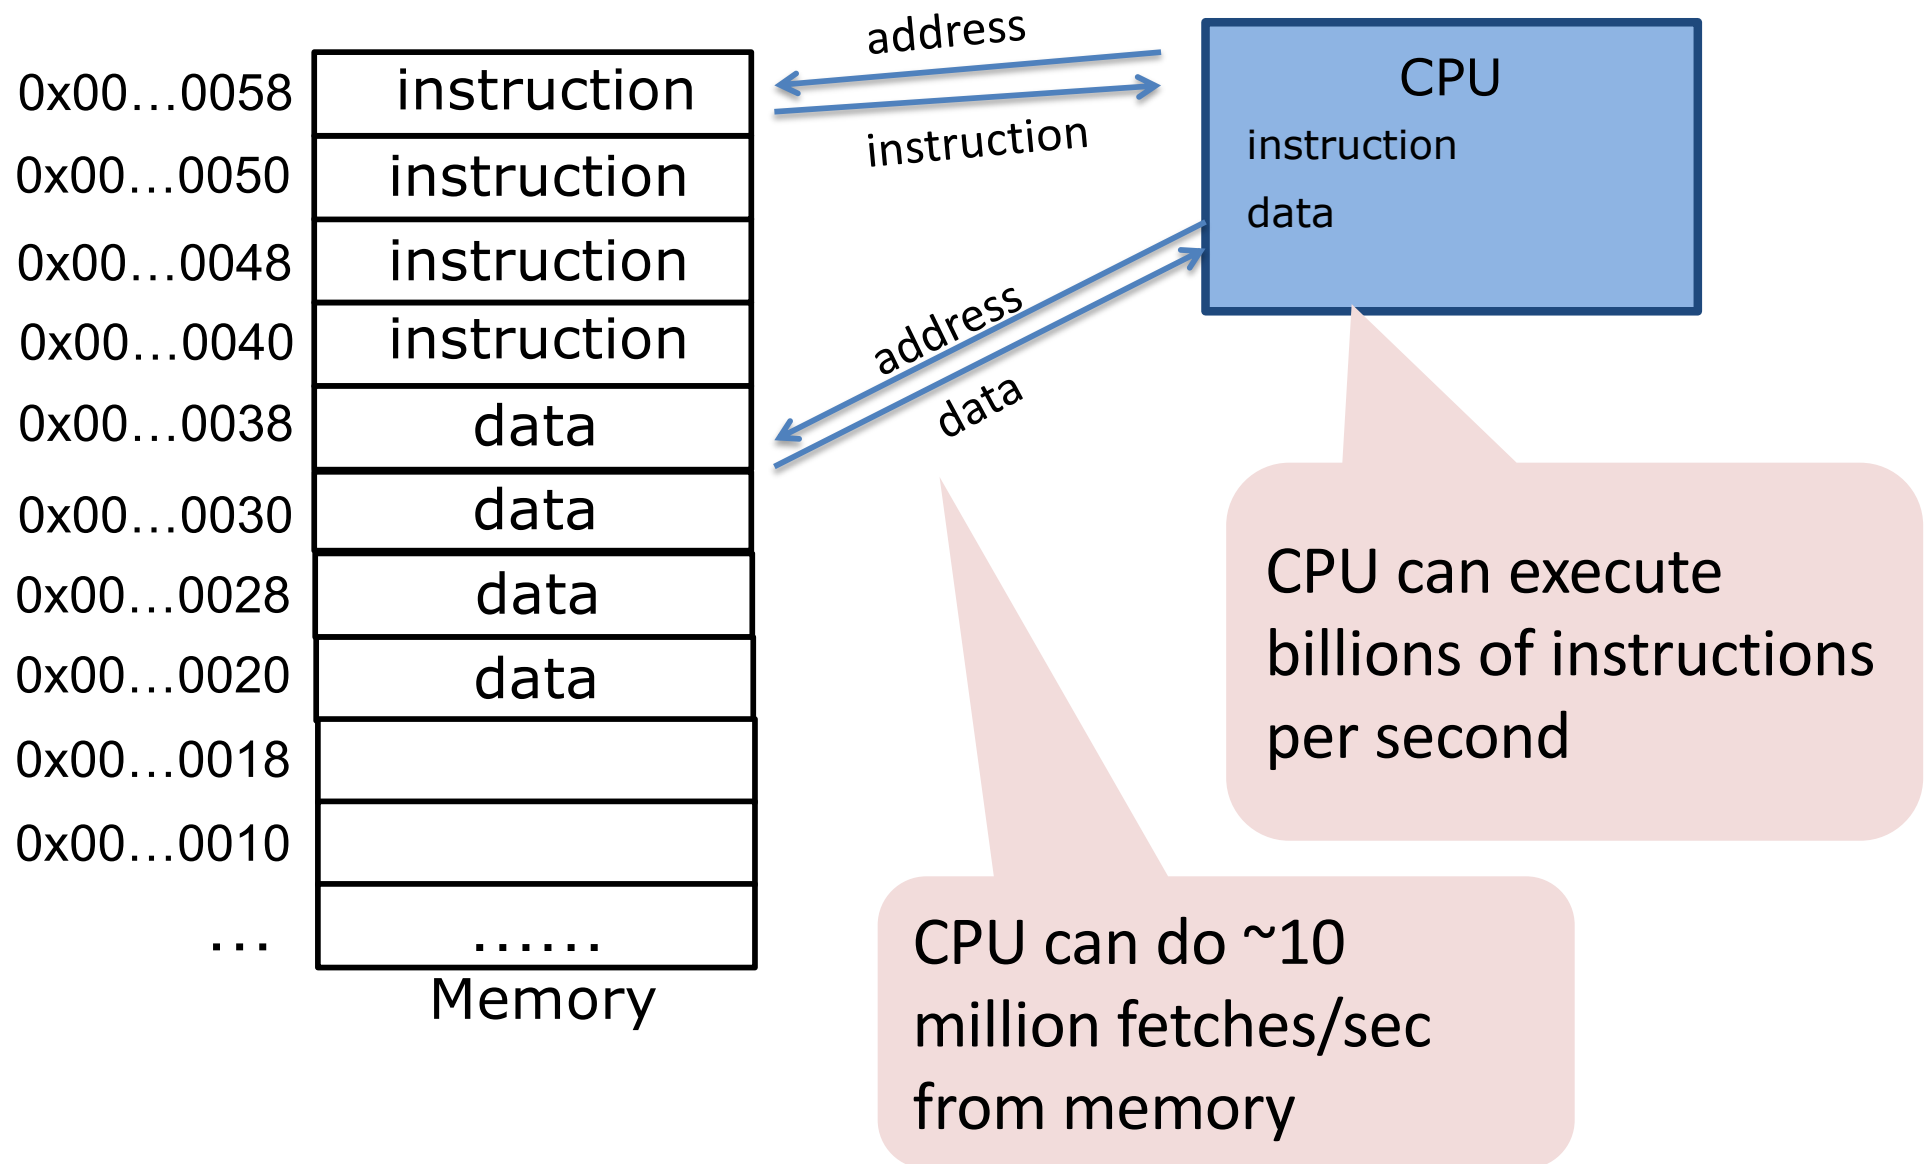 address
CPU
0x00…0058 instruction
instruction
instruction
0x00…0050 instruction
data
0x00…0048 instruction
0x00…0040 instruction
address
0x00…0038 data
data
0x00…0030 data
CPU can execute
billions of instructions
per second
0x00…0028 data
0x00…0020 data
0x00…0018
0x00…0010
… ......
Memory
CPU can do ~10
million fetches/sec
from memory